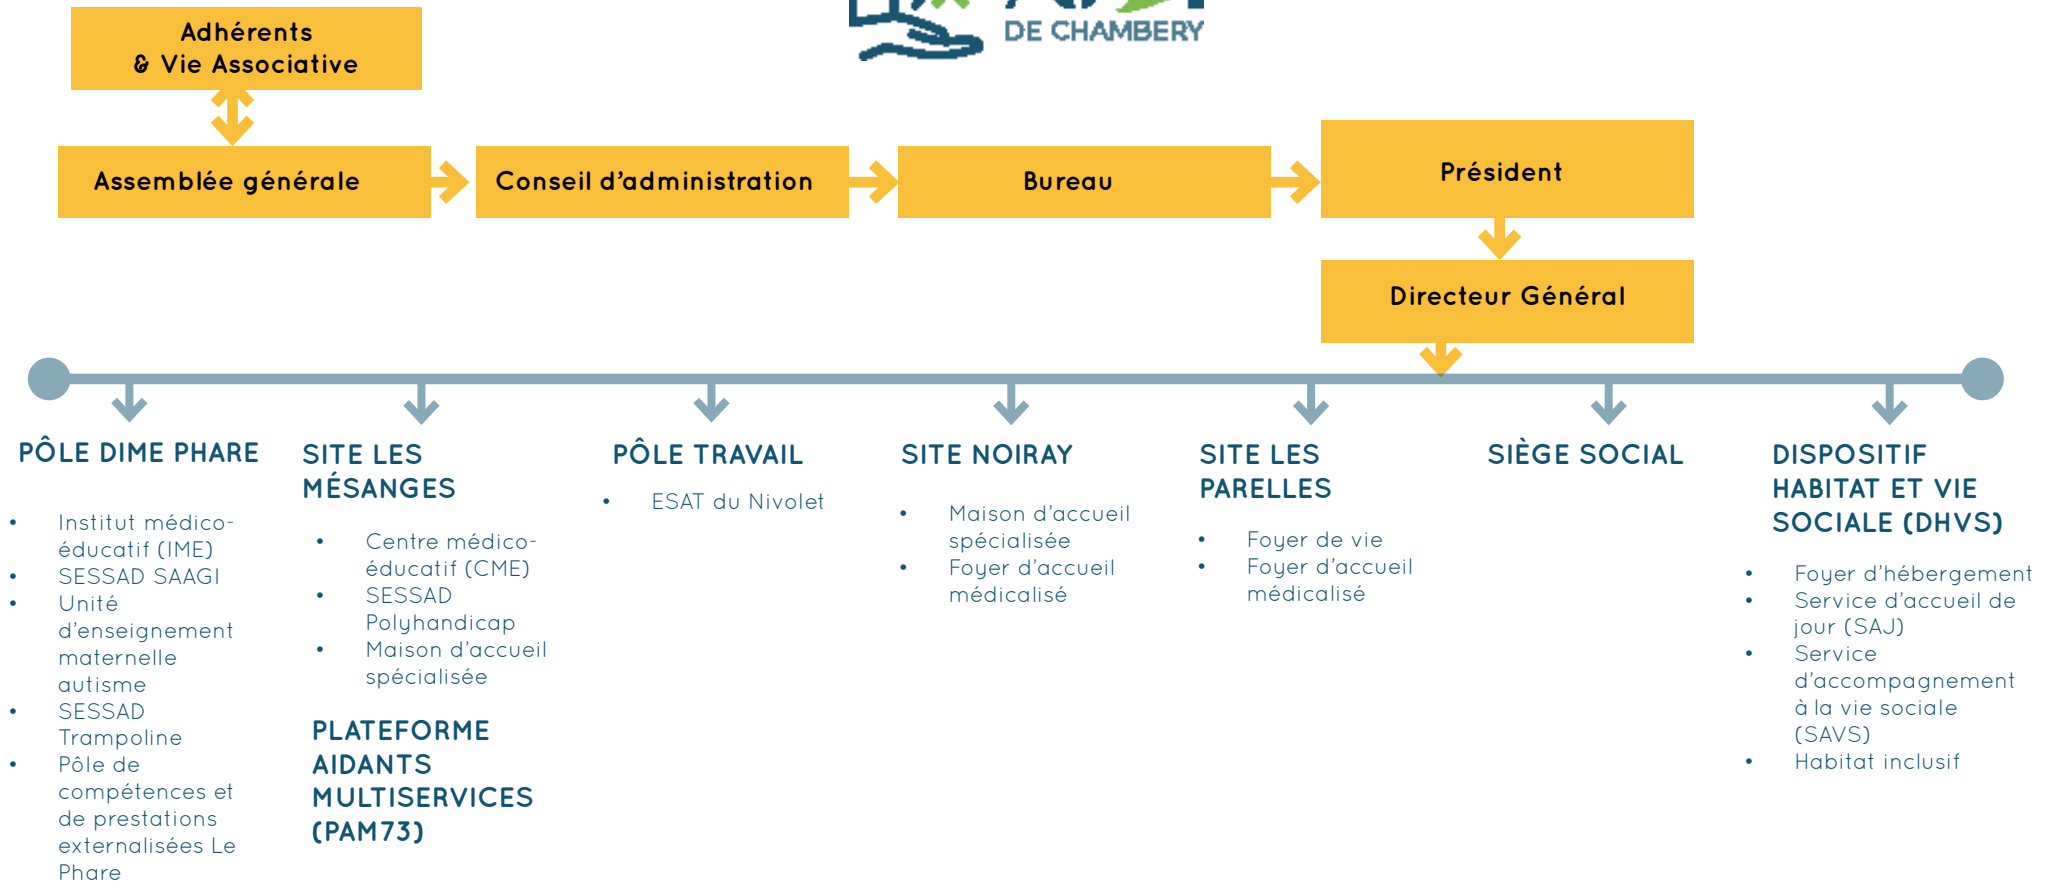 DE CHAMBERY
Adhérents
& Vie Associative
Assemblée générale
Conseil d'administration
Bureau
Président
Directeur Général
PÔLE DIME PHARE
• Institut médico-
éducatif (IME)
• SESSAD SAAGI
• Unité
d'enseignement
maternelle
autisme
• SESSAD
Trampoline
• Pôle de
compétences et
de prestations
externalisées Le
Phare
SITE LES
MÉSANGES
• Centre médico-
éducatif (CME)
• SESSAD
Polyhandicap
• Maison d'accueil
spécialisée
PLATEFORME
AIDANTS
MULTISERVICES
(PAM73)
PÔLE TRAVAIL
• ESAT du Nivolet
SITE NOIRAY
• Maison d'accueil
spécialisée
• Foyer d'accueil
médicalisé
SITE LES
PARELLES
• Foyer de vie
• Foyer d'accueil
médicalisé
SIÈGE SOCIAL
DISPOSITIF
HABITAT ET VIE
SOCIALE (DHVS)
• Foyer d'hébergement
• Service d'accueil de
jour (SAJ)
• Service
d'accompagnement
à la vie sociale
(SAVS)
• Habitat inclusif